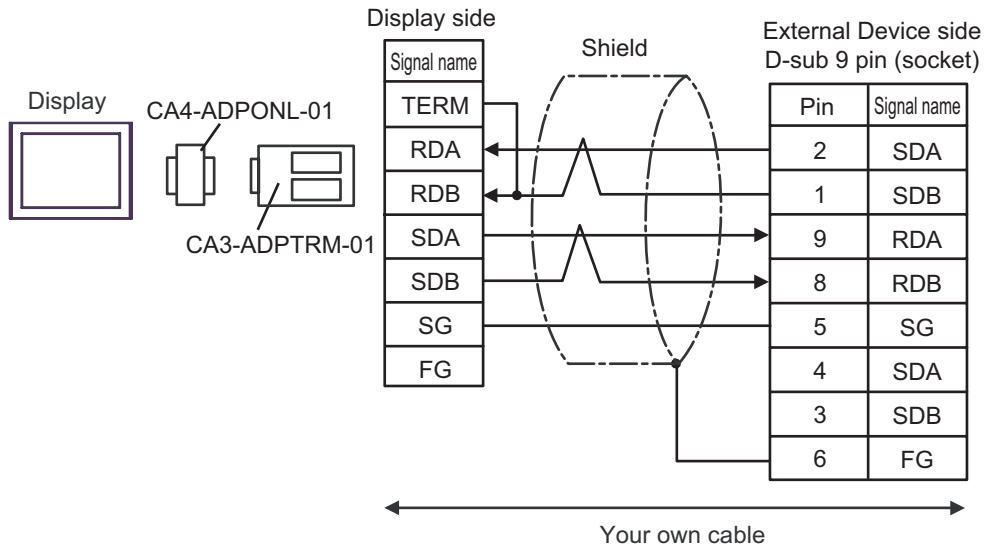 Display side
External Device side
D-sub 9 pin (socket)
Shield
Display
CA4-ADPONL-01
CA3-ADPTRM-01
Signal name
TERM
RDA
RDB
SDA
SDB
SG
FG
Pin Signal name
2 SDA
1 SDB
9 RDA
8 RDB
5 SG
4 SDA
3 SDB
6 FG
Your own cable